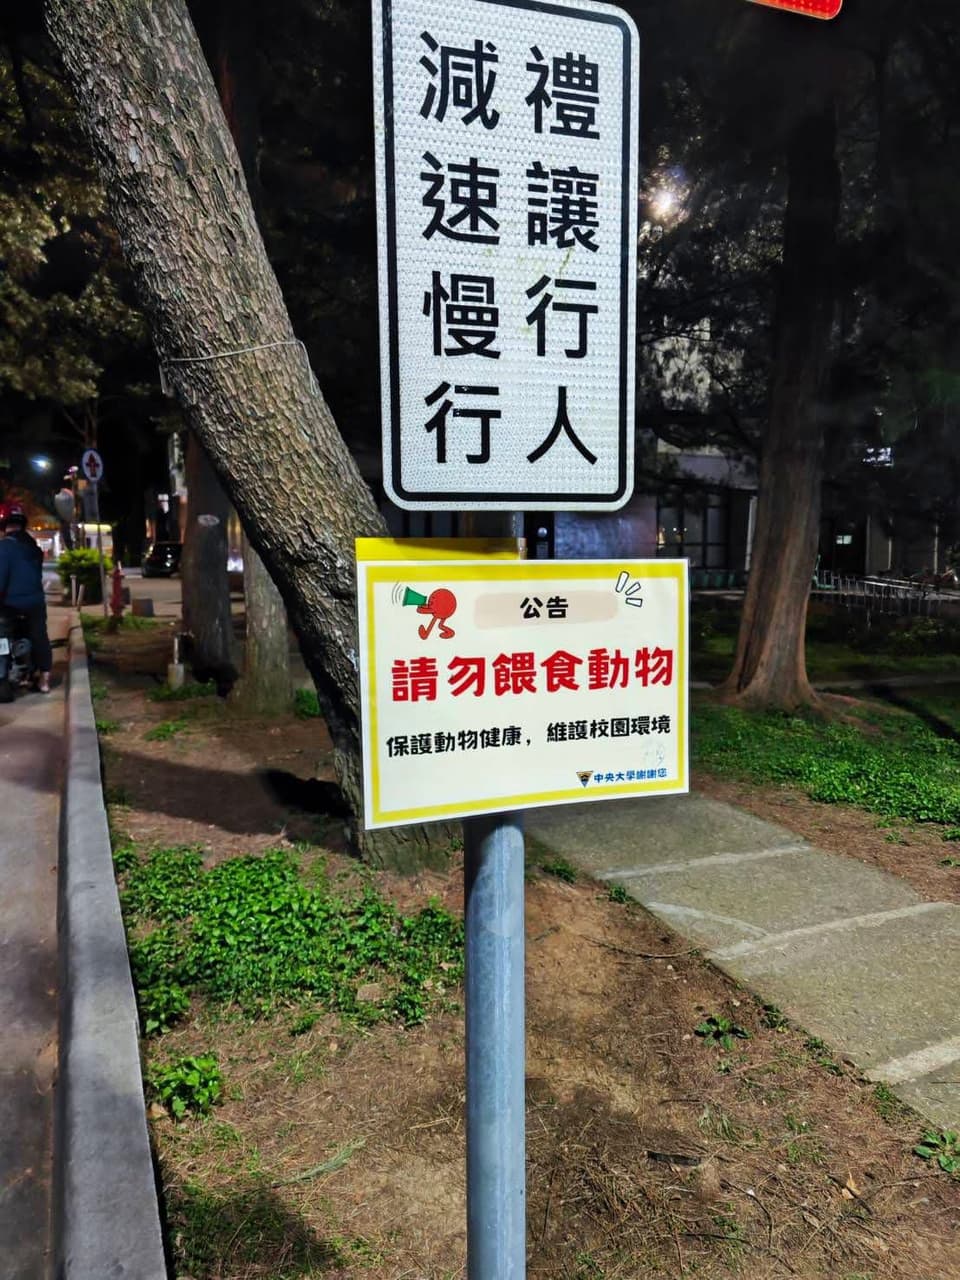 禮讓行人
減速慢行
公告
請勿餵食動物
保護動物健康，維護校園環境
中央大學謝謝您